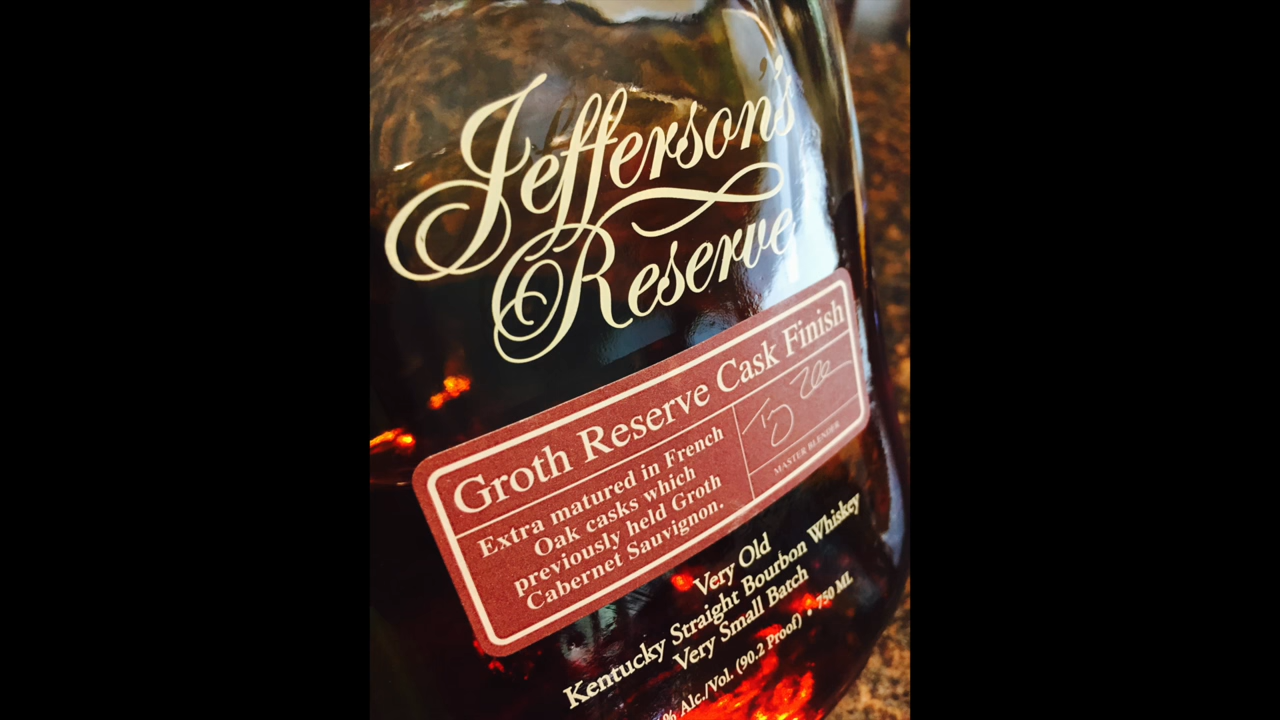 Jefferson's
Reserve
Groth Reserve Cask Finish
Extra matured in French
Oak casks which
previously held Groth
Cabernet Sauvignon.
MASTER BLENDER
Very Old
Kentucky Straight Bourbon Whiskey
Very Small Batch
% Alc./Vol. (90.2 Proof) • 750 ML